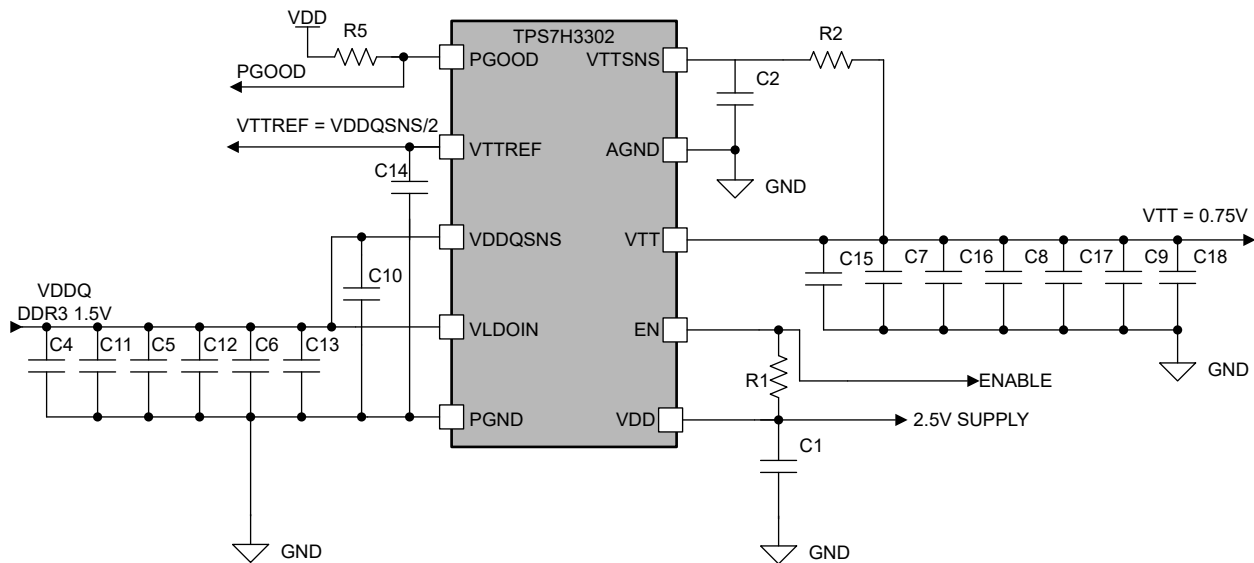 VDD
R5
PGOOD
VTTREF = VDDQSNS/2
C14
C10
VDDQ
DDR3 1.5V
C4
C11
C5
C12
C6
C13
GND
TPS7H3302
PGOOD
VTTSNS
VTTREF
AGND
VDDQSNS
VTT
VLDOIN
EN
PGND
VDD
R2
C2
GND
VTT = 0.75V
C15
C7
C16
C8
C17
C9
C18
GND
R1
ENABLE
2.5V SUPPLY
C1
GND